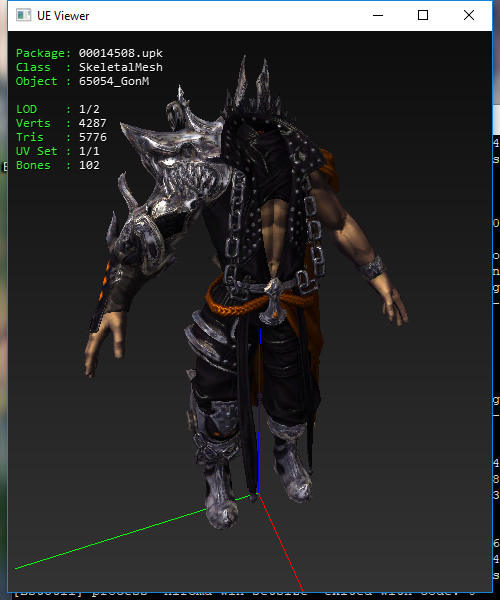 UE Viewer
Package: 00014508.upk
Class : SkeletalMesh
Object : 65054_GonM
LOD : 1/2
Verts : 4287
Tris : 5776
UV Set : 1/1
Bones : 102